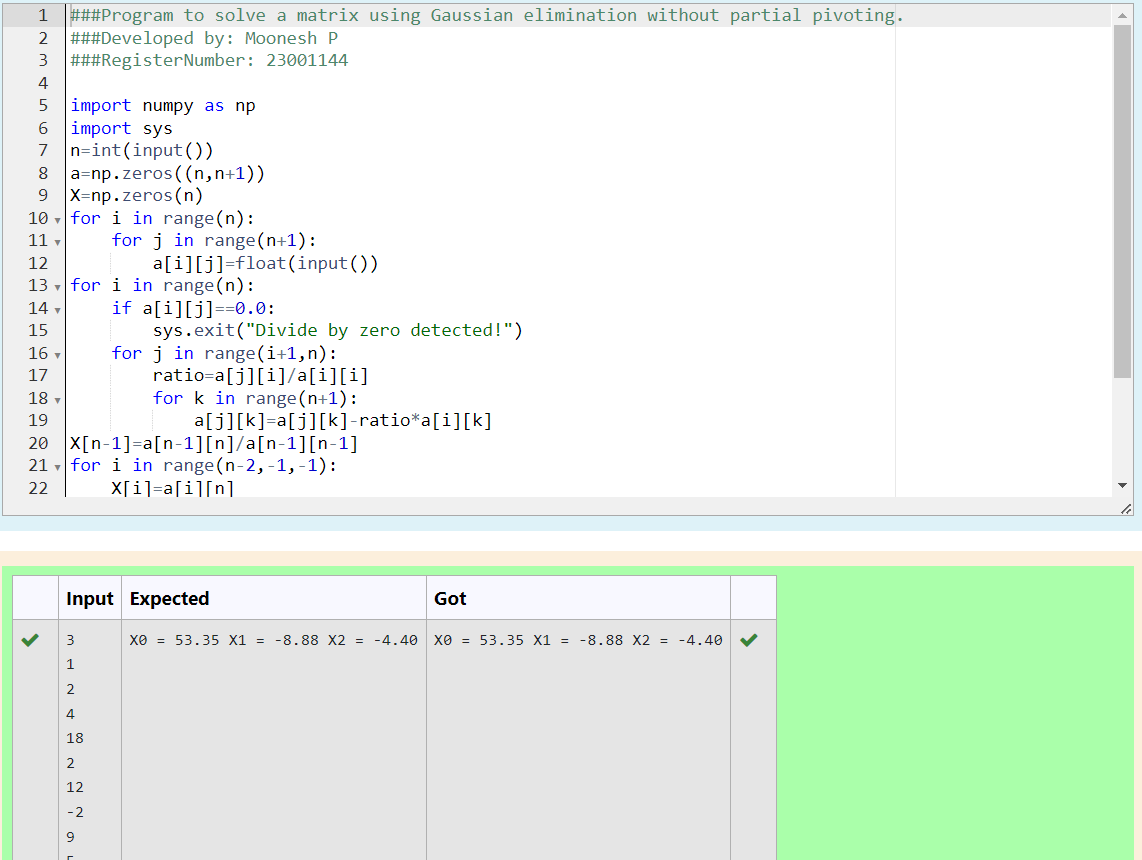 1 ###Program to solve a matrix using Gaussian elimination without partial pivoting.
2 ###Developed by: Moonesh P
3 ###RegisterNumber: 23001144
4
5 import numpy as np
6 import sys
7 n=int(input())
8 a=np.zeros((n,n+1))
9 X=np.zeros(n)
10 for i in range(n):
11     for j in range(n+1):
12         a[i][j]=float(input())
13 for i in range(n):
14     if a[i][j]==0.0:
15         sys.exit("Divide by zero detected!")
16     for j in range(i+1,n):
17         ratio=a[j][i]/a[i][i]
18         for k in range(n+1):
19             a[j][k]=a[j][k]-ratio*a[i][k]
20 X[n-1]=a[n-1][n]/a[n-1][n-1]
21 for i in range(n-2,-1,-1):
22     X[i]=a[i][n]
Input Expected Got
3 X0 = 53.35 X1 = -8.88 X2 = -4.40 X0 = 53.35 X1 = -8.88 X2 = -4.40
1
2
4
18
2
12
-2
9